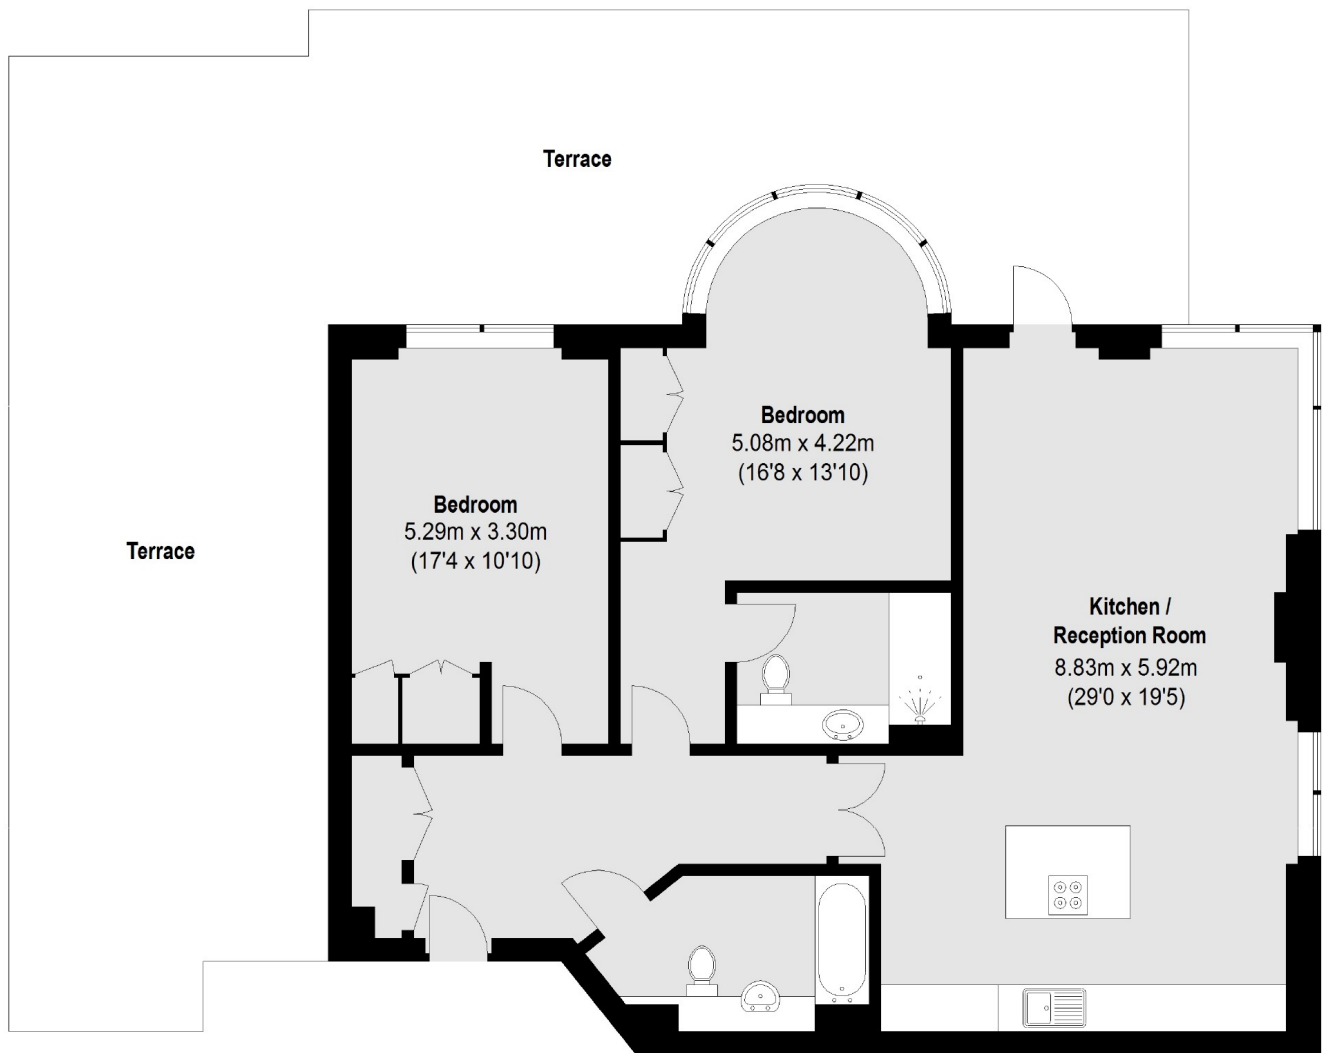 Terrace
Bedroom
5.08m x 4.22m
(16'8 x 13'10)
Bedroom
5.29m x 3.30m
(17'4 x 10'10)
Terrace
Kitchen /
Reception Room
8.83m x 5.92m
(29'0 x 19'5)